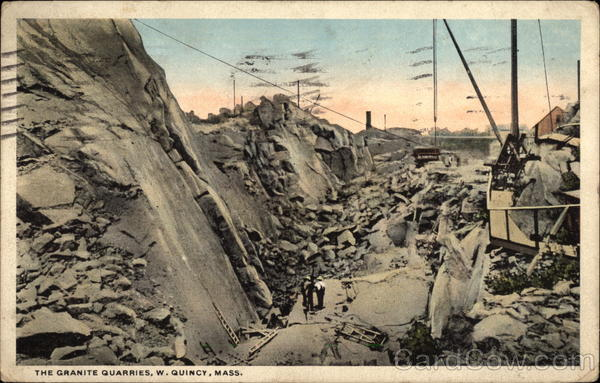 THE GRANITE QUARRIES, W. QUINCY, MASS.
CardCow.com